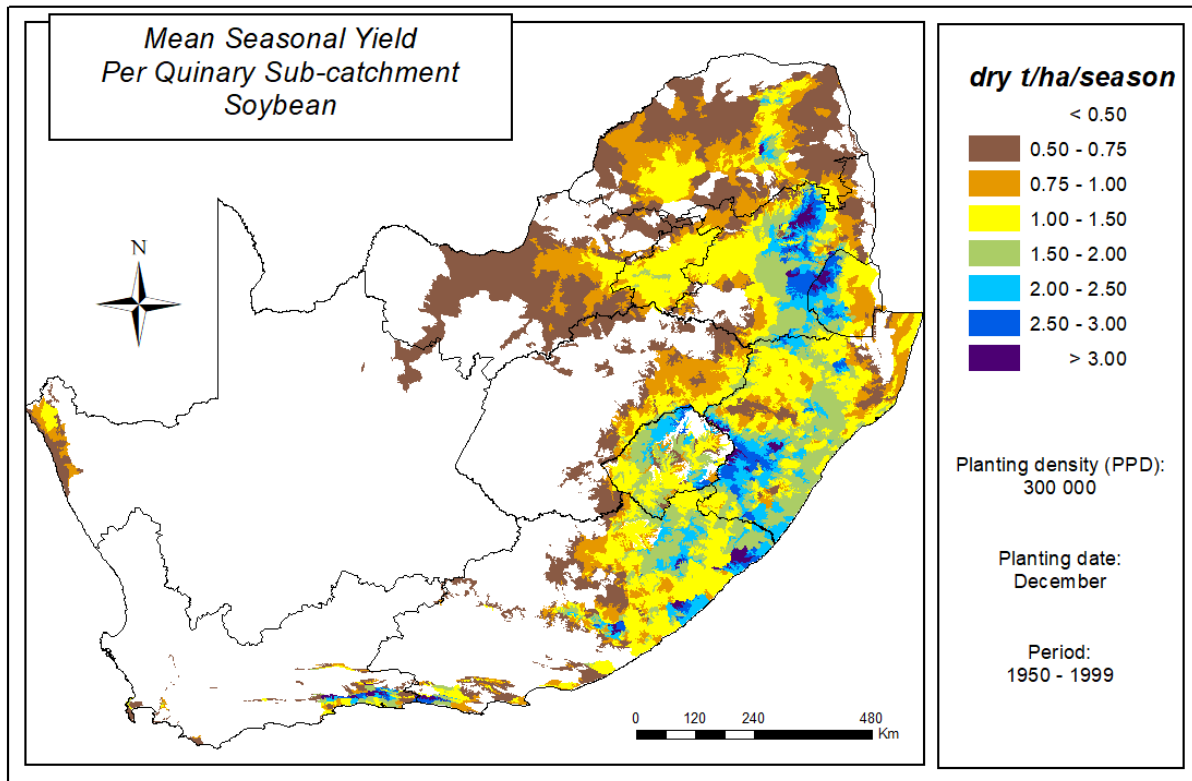 Mean Seasonal Yield
Per Quinary Sub-catchment
Soybean
N
0 120 240 480
Km
dry t/ha/season
< 0.50
0.50 - 0.75
0.75 - 1.00
1.00 - 1.50
1.50 - 2.00
2.00 - 2.50
2.50 - 3.00
> 3.00
Planting density (PPD):
300 000
Planting date:
December
Period:
1950 - 1999